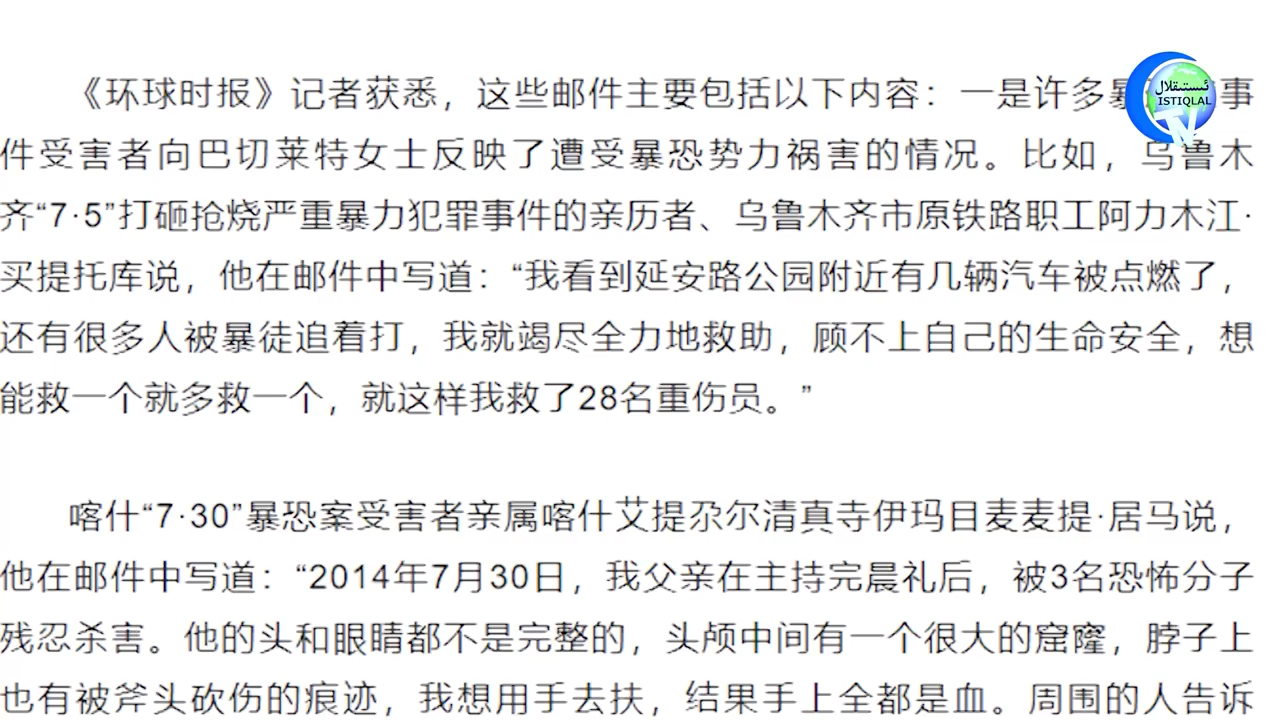 《环球时报》记者获悉，这些邮件主要包括以下内容：一是许多暴 事
件受害者向巴切莱特女士反映了遭受暴恐势力祸害的情况。比如，乌鲁木
齐“7·5”打砸抢烧严重暴力犯罪事件的亲历者、乌鲁木齐市原铁路职工阿力木江·
买提托库说，他在邮件中写道：“我看到延安路公园附近有几辆汽车被点燃了，
还有很多人被暴徒追着打，我就竭尽全力地救助，顾不上自己的生命安全，想
能救一个就多救一个，就这样我救了28名重伤员。”
喀什“7·30”暴恐案受害者亲属喀什艾提尕尔清真寺伊玛目麦麦提·居马说，
他在邮件中写道：“2014年7月30日，我父亲在主持完晨礼后，被3名恐怖分子
残忍杀害。他的头和眼睛都不是完整的，头颅中间有一个很大的窟窿，脖子上
也有被斧头砍伤的痕迹，我想用手去扶，结果手上全都是血。周围的人告诉
ئىستىقلال
ISTIQLAL
TV